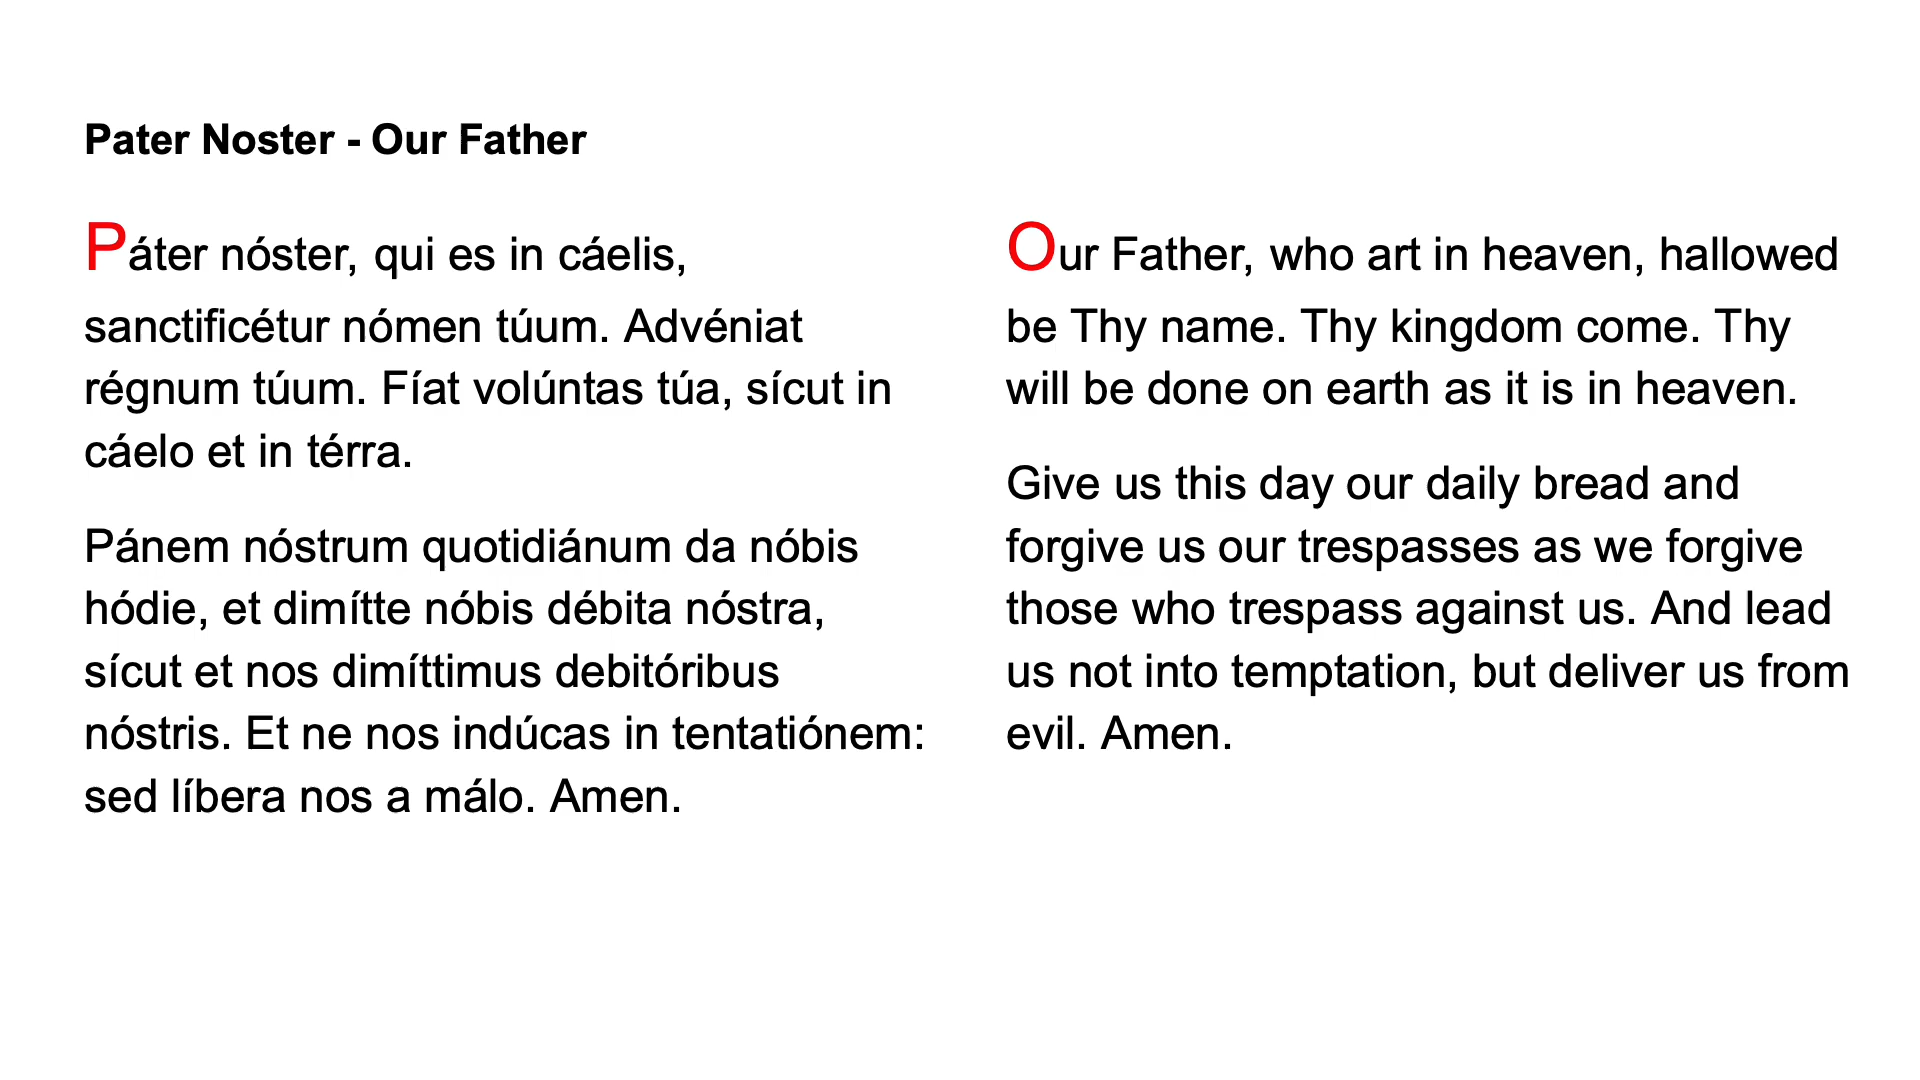 Pater Noster - Our Father
Páter nóster, qui es in cáelis,
sanctificétur nómen túum. Advéniat
régnum túum. Fíat volúntas túa, sícut in
cáelo et in térra.
Pánem nóstrum quotidiánum da nóbis
hódie, et dimítte nóbis débita nóstra,
sícut et nos dimíttimus debitóribus
nóstris. Et ne nos indúcas in tentatiónem:
sed líbera nos a málo. Amen.
Our Father, who art in heaven, hallowed
be Thy name. Thy kingdom come. Thy
will be done on earth as it is in heaven.
Give us this day our daily bread and
forgive us our trespasses as we forgive
those who trespass against us. And lead
us not into temptation, but deliver us from
evil. Amen.